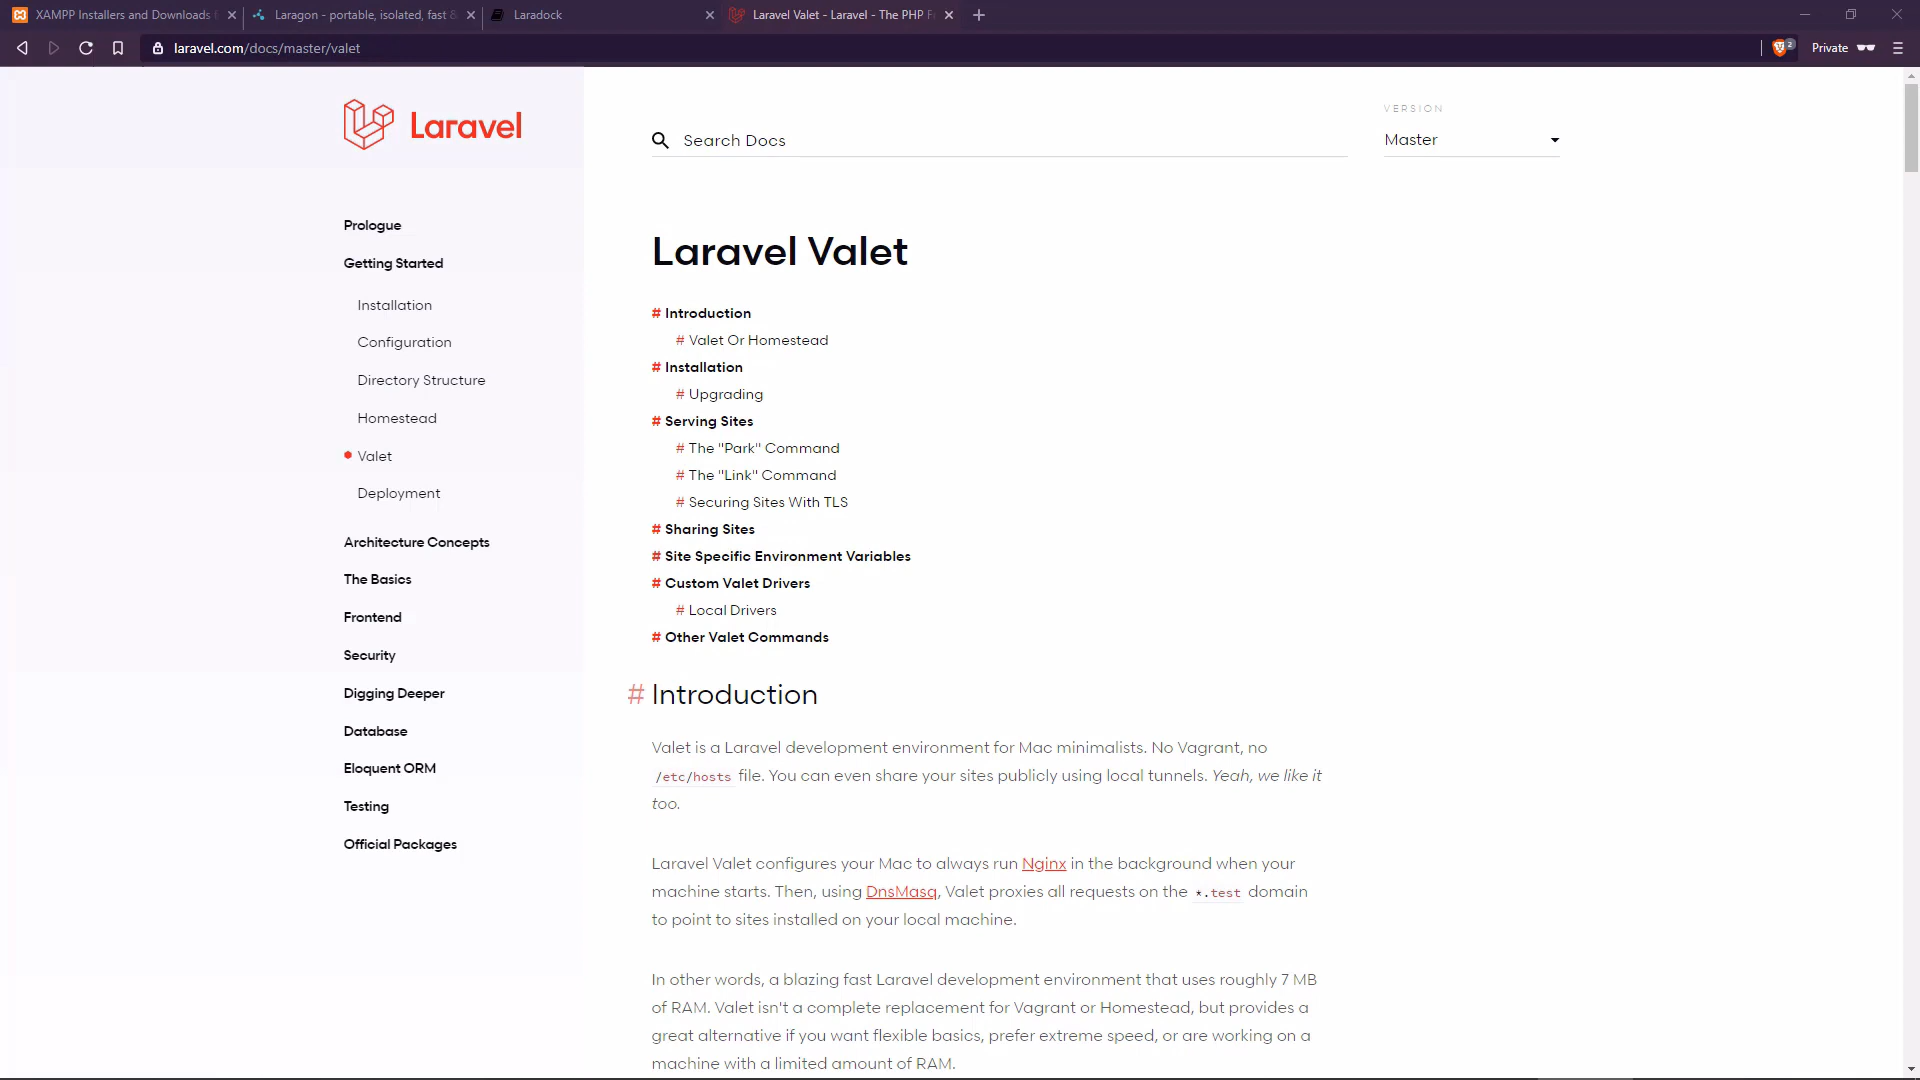 XAMPP Installers and Downloads
Laragon - portable, isolated, fast &
Laradock
Laravel Valet - Laravel - The PHP F
laravel.com/docs/master/valet
2
Private
Laravel
Search Docs
VERSION
Master
Prologue
Getting Started
Installation
Configuration
Directory Structure
Homestead
Valet
Deployment
Architecture Concepts
The Basics
Frontend
Security
Digging Deeper
Database
Eloquent ORM
Testing
Official Packages
Laravel Valet
# Introduction
# Valet Or Homestead
# Installation
# Upgrading
# Serving Sites
# The "Park" Command
# The "Link" Command
# Securing Sites With TLS
# Sharing Sites
# Site Specific Environment Variables
# Custom Valet Drivers
# Local Drivers
# Other Valet Commands
# Introduction
Valet is a Laravel development environment for Mac minimalists. No Vagrant, no
/etc/hosts file. You can even share your sites publicly using local tunnels. Yeah, we like it
too.
Laravel Valet configures your Mac to always run Nginx in the background when your
machine starts. Then, using DnsMasq, Valet proxies all requests on the *.test domain
to point to sites installed on your local machine.
In other words, a blazing fast Laravel development environment that uses roughly 7 MB
of RAM. Valet isn't a complete replacement for Vagrant or Homestead, but provides a
great alternative if you want flexible basics, prefer extreme speed, or are working on a
machine with a limited amount of RAM.